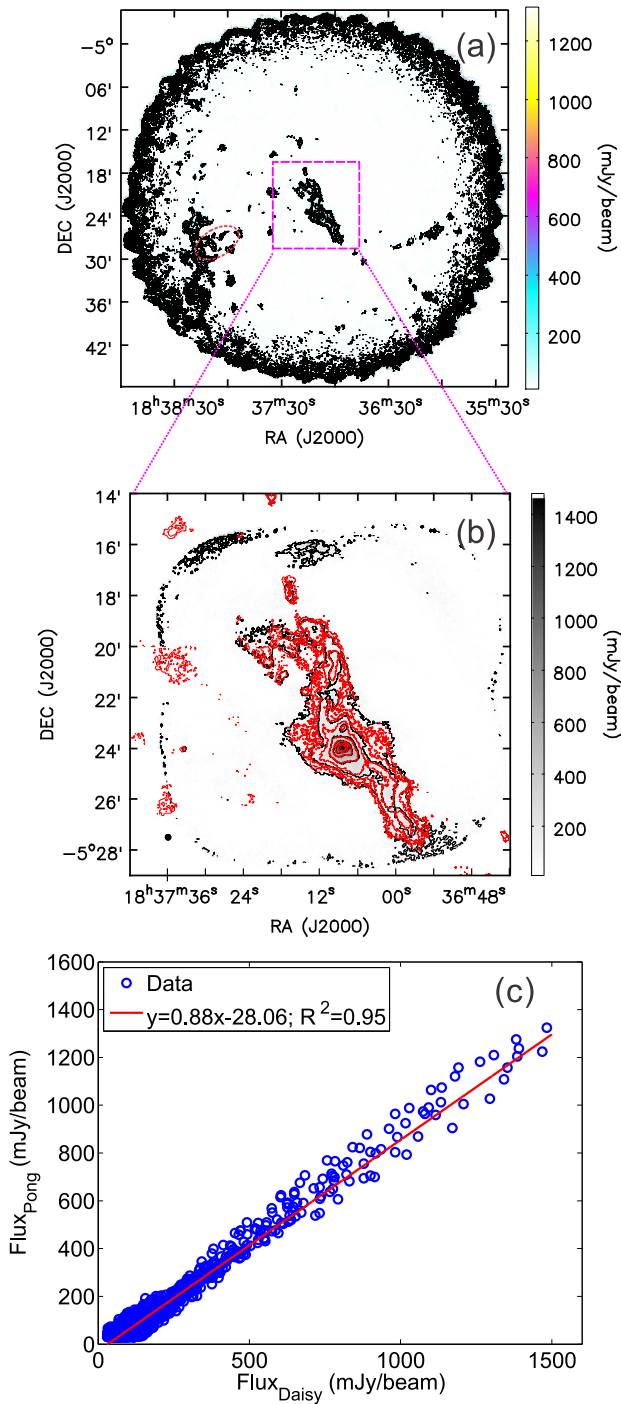 (a)
−5°
06'
12'
18'
24'
30'
36'
42'
DEC (J2000)
18ʰ38ᵐ30ˢ
37ᵐ30ˢ
36ᵐ30ˢ
35ᵐ30ˢ
RA (J2000)
1200
1000
800
600
400
200
(mJy/beam)
(b)
14'
16'
18'
20'
22'
24'
26'
−5°28'
DEC (J2000)
18ʰ37ᵐ36ˢ
24ˢ
12ˢ
00ˢ
36ᵐ48ˢ
RA (J2000)
1400
1200
1000
800
600
400
200
(mJy/beam)
(c)
Data
y=0.88x-28.06; R²=0.95
1600
1400
1200
1000
800
600
400
200
0
Flux_Pong (mJy/beam)
0
500
1000
1500
Flux_Daisy (mJy/beam)